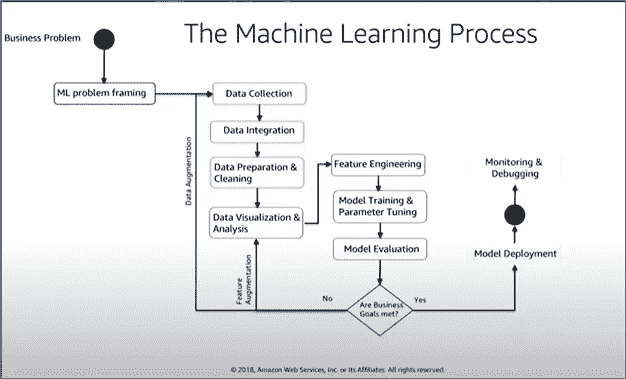 The Machine Learning Process
Business Problem
ML problem framing
Data Collection
Data Integration
Data Preparation &
Cleaning
Data Visualization &
Analysis
Data Augmentation
Feature
Augmentation
Feature Engineering
Model Training &
Parameter Tuning
Model Evaluation
Are Business
Goals met?
No
Yes
Model Deployment
Monitoring &
Debugging
© 2018, Amazon Web Services, Inc. or its Affiliates. All rights reserved.